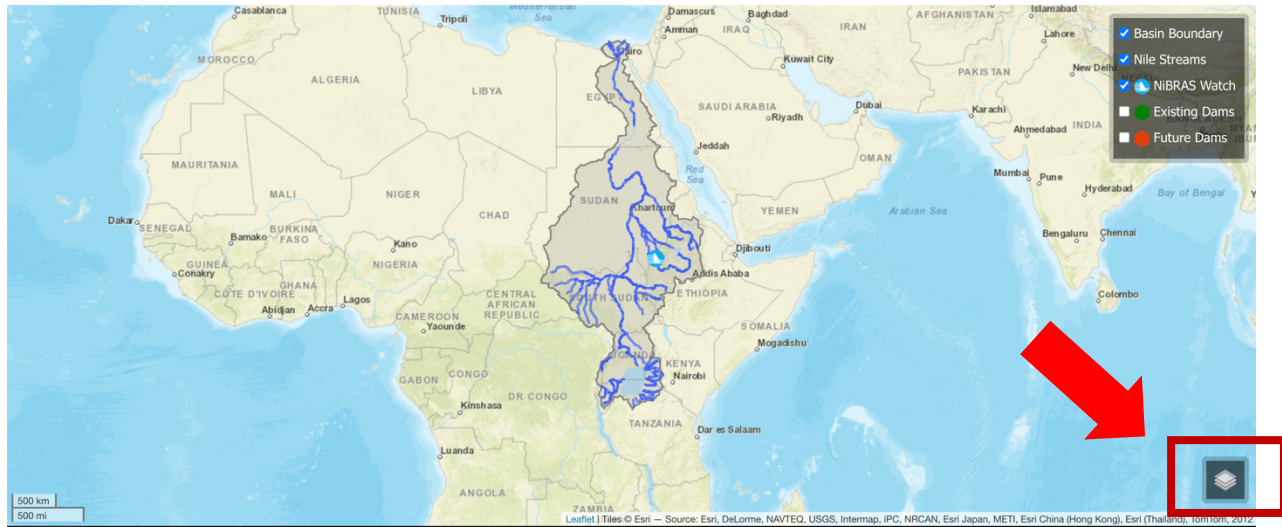 Casablanca
TUNISIA
Tripoli
Mediterranean
Sea
Damascus
Baghdad
Amman
IRAQ
IRAN
AFGHANISTAN
Islamabad
Lahore
MOROCCO
Cairo
Kuwait City
PAKISTAN
New Delhi
ALGERIA
LIBYA
EGYPT
SAUDI ARABIA
Riyadh
Dubai
Karachi
Ahmedabad
INDIA
Basin Boundary
Nile Streams
NiBRAS Watch
Existing Dams
Future Dams
MAURITANIA
Jeddah
Red
Sea
OMAN
Mumbai
Pune
Hyderabad
Bay of Bengal
MALI
NIGER
CHAD
SUDAN
Khartoum
YEMEN
Arabian Sea
Dakar
SENEGAL
Bamako
BURKINA
FASO
Kano
Djibouti
Bengaluru
Chennai
GUINEA
Conakry
NIGERIA
Addis Ababa
GHANA
COTE D'IVOIRE
Abidjan
Accra
Lagos
CENTRAL
AFRICAN
REPUBLIC
SOUTH SUDAN
ETHIOPIA
Colombo
CAMEROON
Yaounde
SOMALIA
Mogadishu
UGANDA
KENYA
Nairobi
GABON
CONGO
DR CONGO
Kinshasa
TANZANIA
Dar es Salaam
Luanda
ANGOLA
ZAMBIA
500 km
500 mi
Leaflet | Tiles © Esri — Source: Esri, DeLorme, NAVTEQ, USGS, Intermap, iPC, NRCAN, Esri Japan, METI, Esri China (Hong Kong), Esri (Thailand), TomTom, 2012